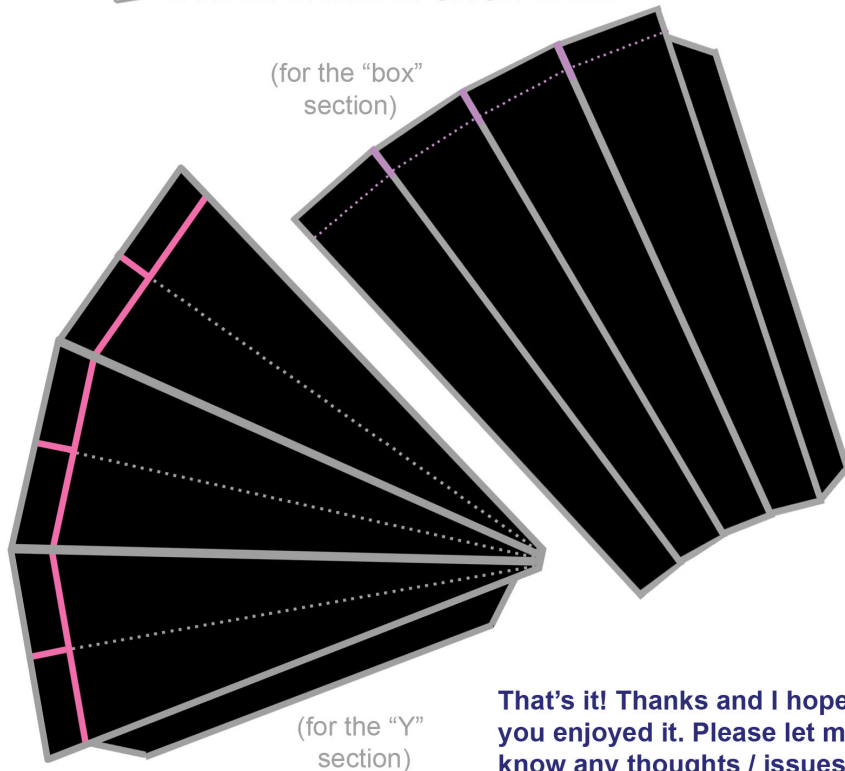 (for the “box”
section)
(for the “Y”
section)
That’s it! Thanks and I hope
you enjoyed it. Please let m
know any thoughts / issues